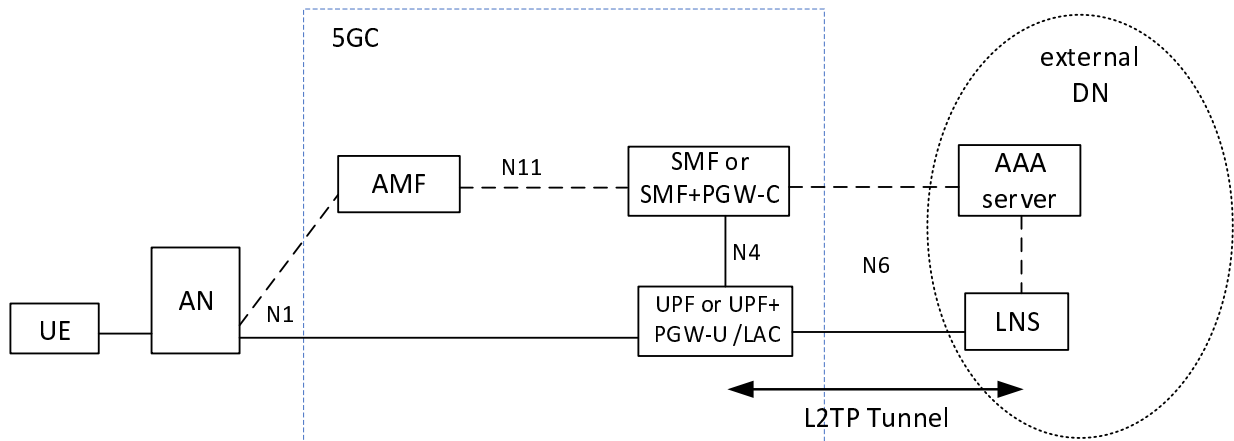 5GC
external
DN
AMF
N11
SMF or
SMF+PGW-C
AAA
server
N4
N6
AN
N1
UE
UPF or UPF+
PGW-U /LAC
LNS
L2TP Tunnel